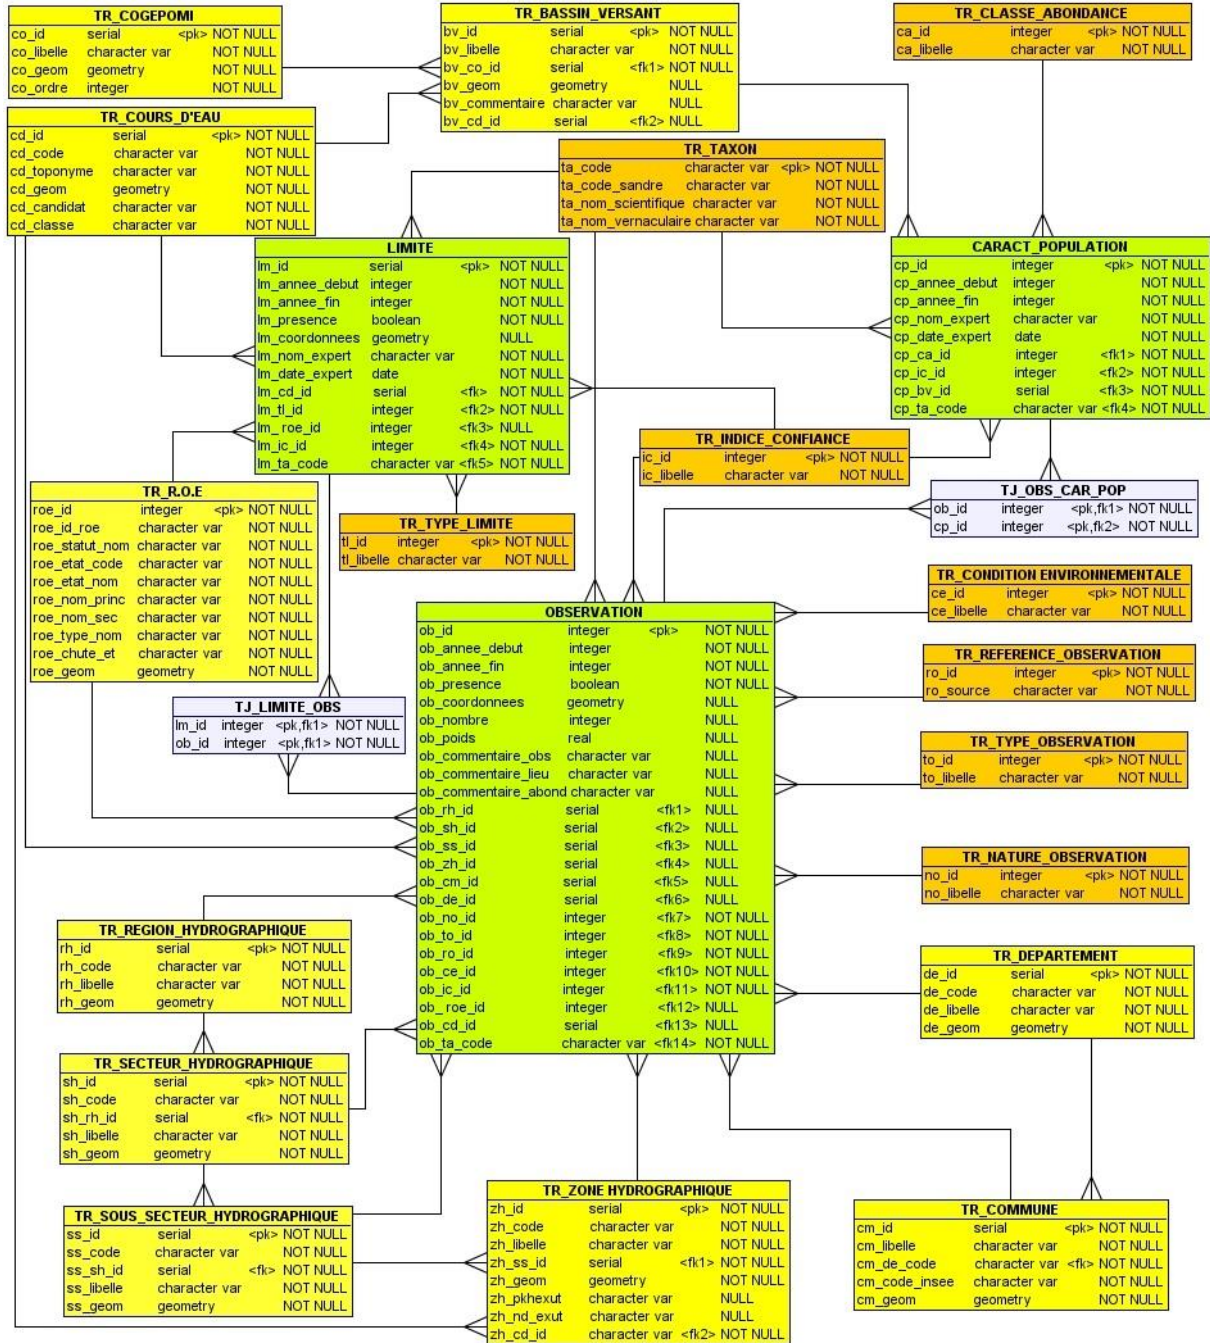 TR_COGEPOMI
co_id serial <pk> NOT NULL
co_libelle character var NOT NULL
co_geom geometry NOT NULL
co_ordre integer NOT NULL
TR_BASSIN_VERSANT
bv_id serial <pk> NOT NULL
bv_libelle character var NOT NULL
bv_co_id serial <fk1> NOT NULL
bv_geom geometry NULL
bv_commentaire character var NULL
bv_cd_id serial <fk2> NULL
TR_CLASSE_ABONDANCE
ca_id integer <pk> NOT NULL
ca_libelle character var NOT NULL
TR_COURS_D'EAU
cd_id serial <pk> NOT NULL
cd_code character var NOT NULL
cd_toponyme character var NOT NULL
cd_geom geometry NOT NULL
cd_candidat character var NOT NULL
cd_classe character var NOT NULL
TR_TAXON
ta_code character var <pk> NOT NULL
ta_code_sandre character var NOT NULL
ta_nom_scientifique character var NOT NULL
ta_nom_vernaculaire character var NOT NULL
LIMITE
lm_id serial <pk> NOT NULL
lm_annee_debut integer NOT NULL
lm_annee_fin integer NOT NULL
lm_presence boolean NOT NULL
lm_coordonnees geometry NULL
lm_nom_expert character var NOT NULL
lm_date_expert date NOT NULL
lm_cd_id serial <fk> NOT NULL
lm_tl_id integer <fk2> NOT NULL
lm_ roe_id integer <fk3> NULL
lm_ic_id integer <fk4> NOT NULL
lm_ta_code character var <fk5> NOT NULL
CARACT_POPULATION
cp_id integer <pk> NOT NULL
cp_annee_debut integer NOT NULL
cp_annee_fin integer NOT NULL
cp_nom_expert character var NOT NULL
cp_date_expert date NOT NULL
cp_ca_id integer <fk1> NOT NULL
cp_ic_id integer <fk2> NOT NULL
cp_bv_id serial <fk3> NOT NULL
cp_ta_code character var <fk4> NOT NULL
TR_INDICE_CONFIANCE
ic_id integer <pk> NOT NULL
ic_libelle character var NOT NULL
TR_R.O.E
roe_id integer <pk> NOT NULL
roe_id_roe character var NOT NULL
roe_statut_nom character var NOT NULL
roe_etat_code character var NOT NULL
roe_etat_nom character var NOT NULL
roe_nom_princ character var NOT NULL
roe_nom_sec character var NOT NULL
roe_type_nom character var NOT NULL
roe_chute_et character var NOT NULL
roe_geom geometry NOT NULL
TR_TYPE_LIMITE
tl_id integer <pk> NOT NULL
tl_libelle character var NOT NULL
TJ_OBS_CAR_POP
ob_id integer <pk,fk1> NOT NULL
cp_id integer <pk,fk2> NOT NULL
TR_CONDITION ENVIRONNEMENTALE
ce_id integer <pk> NOT NULL
ce_libelle character var NOT NULL
OBSERVATION
ob_id integer <pk> NOT NULL
ob_annee_debut integer NOT NULL
ob_annee_fin integer NOT NULL
ob_presence boolean NOT NULL
ob_coordonnees geometry NULL
ob_nombre integer NULL
ob_poids real NULL
ob_commentaire_obs character var NULL
ob_commentaire_lieu character var NULL
ob_commentaire_abond character var NULL
ob_rh_id serial <fk1> NULL
ob_sh_id serial <fk2> NULL
ob_ss_id serial <fk3> NULL
ob_zh_id serial <fk4> NULL
ob_cm_id serial <fk5> NULL
ob_de_id serial <fk6> NULL
ob_no_id integer <fk7> NOT NULL
ob_to_id integer <fk8> NOT NULL
ob_ro_id integer <fk9> NOT NULL
ob_ce_id integer <fk10> NOT NULL
ob_ic_id integer <fk11> NOT NULL
ob_ roe_id integer <fk12> NULL
ob_cd_id serial <fk13> NULL
ob_ta_code character var <fk14> NOT NULL
TR_REFERENCE_OBSERVATION
ro_id integer <pk> NOT NULL
ro_source character var NOT NULL
TJ_LIMITE_OBS
lm_id integer <pk,fk1> NOT NULL
ob_id integer <pk,fk1> NOT NULL
TR_TYPE_OBSERVATION
to_id integer <pk> NOT NULL
to_libelle character var NOT NULL
TR_NATURE_OBSERVATION
no_id integer <pk> NOT NULL
no_libelle character var NOT NULL
TR_REGION_HYDROGRAPHIQUE
rh_id serial <pk> NOT NULL
rh_code character var NOT NULL
rh_libelle character var NOT NULL
rh_geom geometry NOT NULL
TR_DEPARTEMENT
de_id serial <pk> NOT NULL
de_code character var NOT NULL
de_libelle character var NOT NULL
de_geom geometry NOT NULL
TR_SECTEUR_HYDROGRAPHIQUE
sh_id serial <pk> NOT NULL
sh_code character var NOT NULL
sh_rh_id serial <fk> NOT NULL
sh_libelle character var NOT NULL
sh_geom geometry NOT NULL
TR_SOUS_SECTEUR_HYDROGRAPHIQUE
ss_id serial <pk> NOT NULL
ss_code character var NOT NULL
ss_sh_id serial <fk> NOT NULL
ss_libelle character var NOT NULL
ss_geom geometry NOT NULL
TR_ZONE HYDROGRAPHIQUE
zh_id serial <pk> NOT NULL
zh_code character var NOT NULL
zh_libelle character var NOT NULL
zh_ss_id serial <fk1> NOT NULL
zh_geom geometry NOT NULL
zh_pkhexut character var NULL
zh_nd_exut character var NULL
zh_cd_id character var <fk2> NOT NULL
TR_COMMUNE
cm_id serial <pk> NOT NULL
cm_libelle character var NOT NULL
cm_de_code character var <fk> NOT NULL
cm_code_insee character var NOT NULL
cm_geom geometry NOT NULL